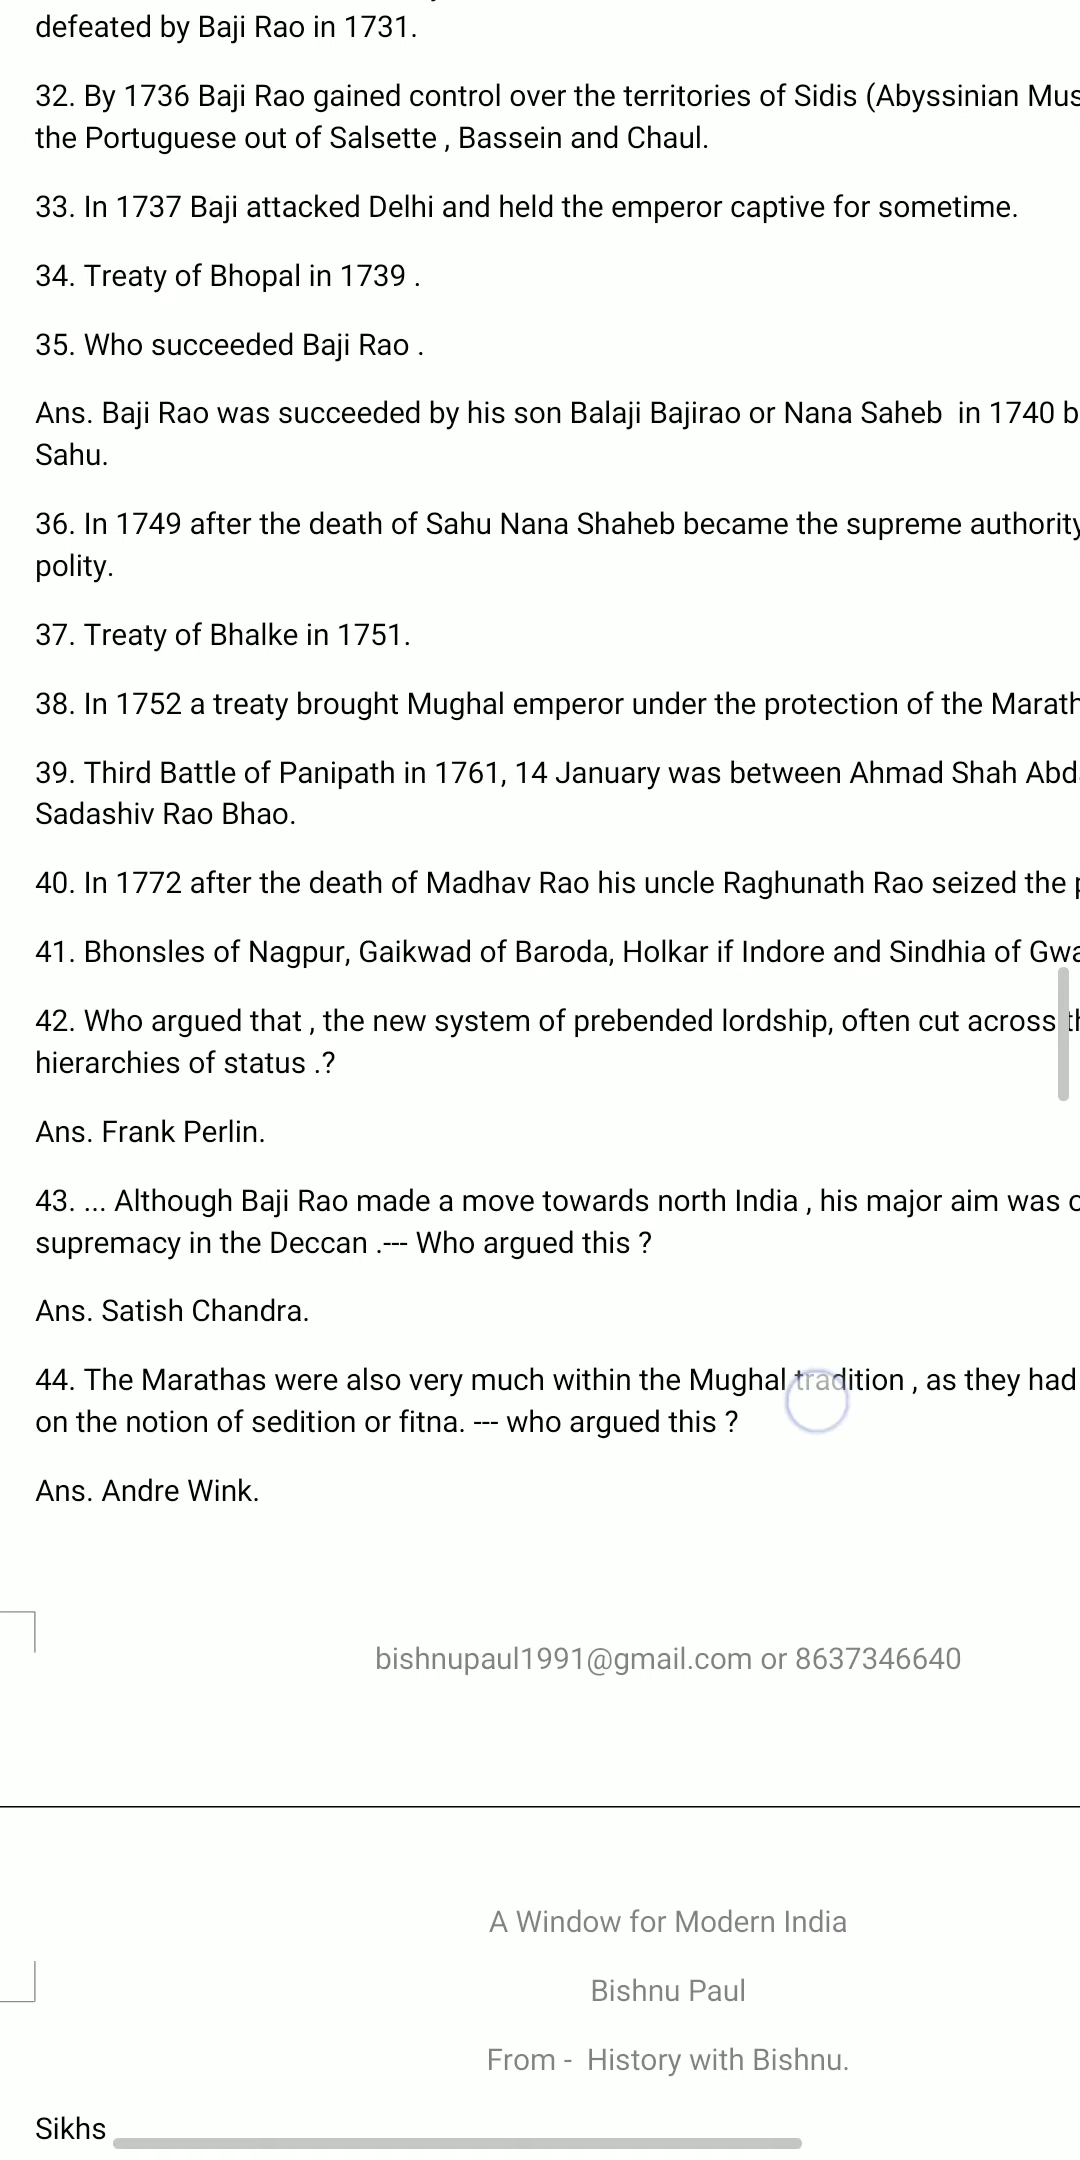 defeated by Baji Rao in 1731.
32. By 1736 Baji Rao gained control over the territories of Sidis (Abyssinian Mus
the Portuguese out of Salsette , Bassein and Chaul.
33. In 1737 Baji attacked Delhi and held the emperor captive for sometime.
34. Treaty of Bhopal in 1739 .
35. Who succeeded Baji Rao .
Ans. Baji Rao was succeeded by his son Balaji Bajirao or Nana Saheb  in 1740 b
Sahu.
36. In 1749 after the death of Sahu Nana Shaheb became the supreme authority
polity.
37. Treaty of Bhalke in 1751.
38. In 1752 a treaty brought Mughal emperor under the protection of the Marath
39. Third Battle of Panipath in 1761, 14 January was between Ahmad Shah Abd
Sadashiv Rao Bhao.
40. In 1772 after the death of Madhav Rao his uncle Raghunath Rao seized the
41. Bhonsles of Nagpur, Gaikwad of Baroda, Holkar if Indore and Sindhia of Gwa
42. Who argued that , the new system of prebended lordship, often cut across th
hierarchies of status .?
Ans. Frank Perlin.
43. ... Although Baji Rao made a move towards north India , his major aim was
supremacy in the Deccan .--- Who argued this ?
Ans. Satish Chandra.
44. The Marathas were also very much within the Mughal tradition , as they had
on the notion of sedition or fitna. --- who argued this ?
Ans. Andre Wink.
bishnupaul1991@gmail.com or 8637346640
A Window for Modern India
Bishnu Paul
From -  History with Bishnu.
Sikhs